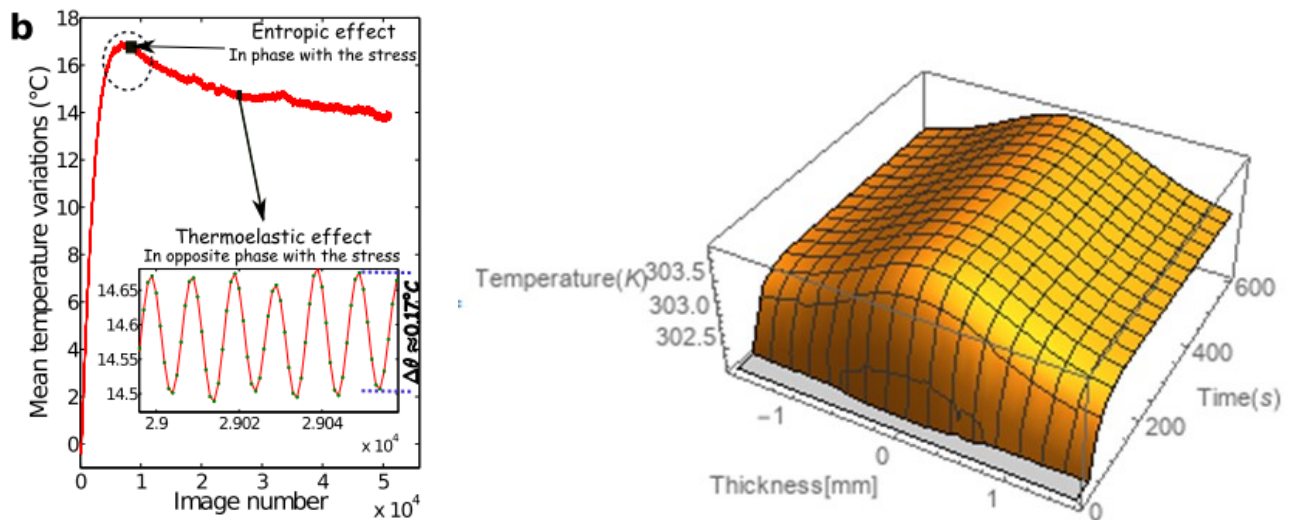 b
18
16
14
12
10
8
6
4
2
0
Mean temperature variations (°C)
Entropic effect
In phase with the stress
Thermoelastic effect
In opposite phase with the stress
14.65
14.6
14.55
14.5
Δθ ≈0.17°C
2.9
2.902
2.904
x 10⁴
0
1
2
3
4
5
Image number
x 10⁴
Temperature(K)
303.5
303.0
302.5
−1
0
1
Thickness[mm]
0
200
400
600
Time(s)